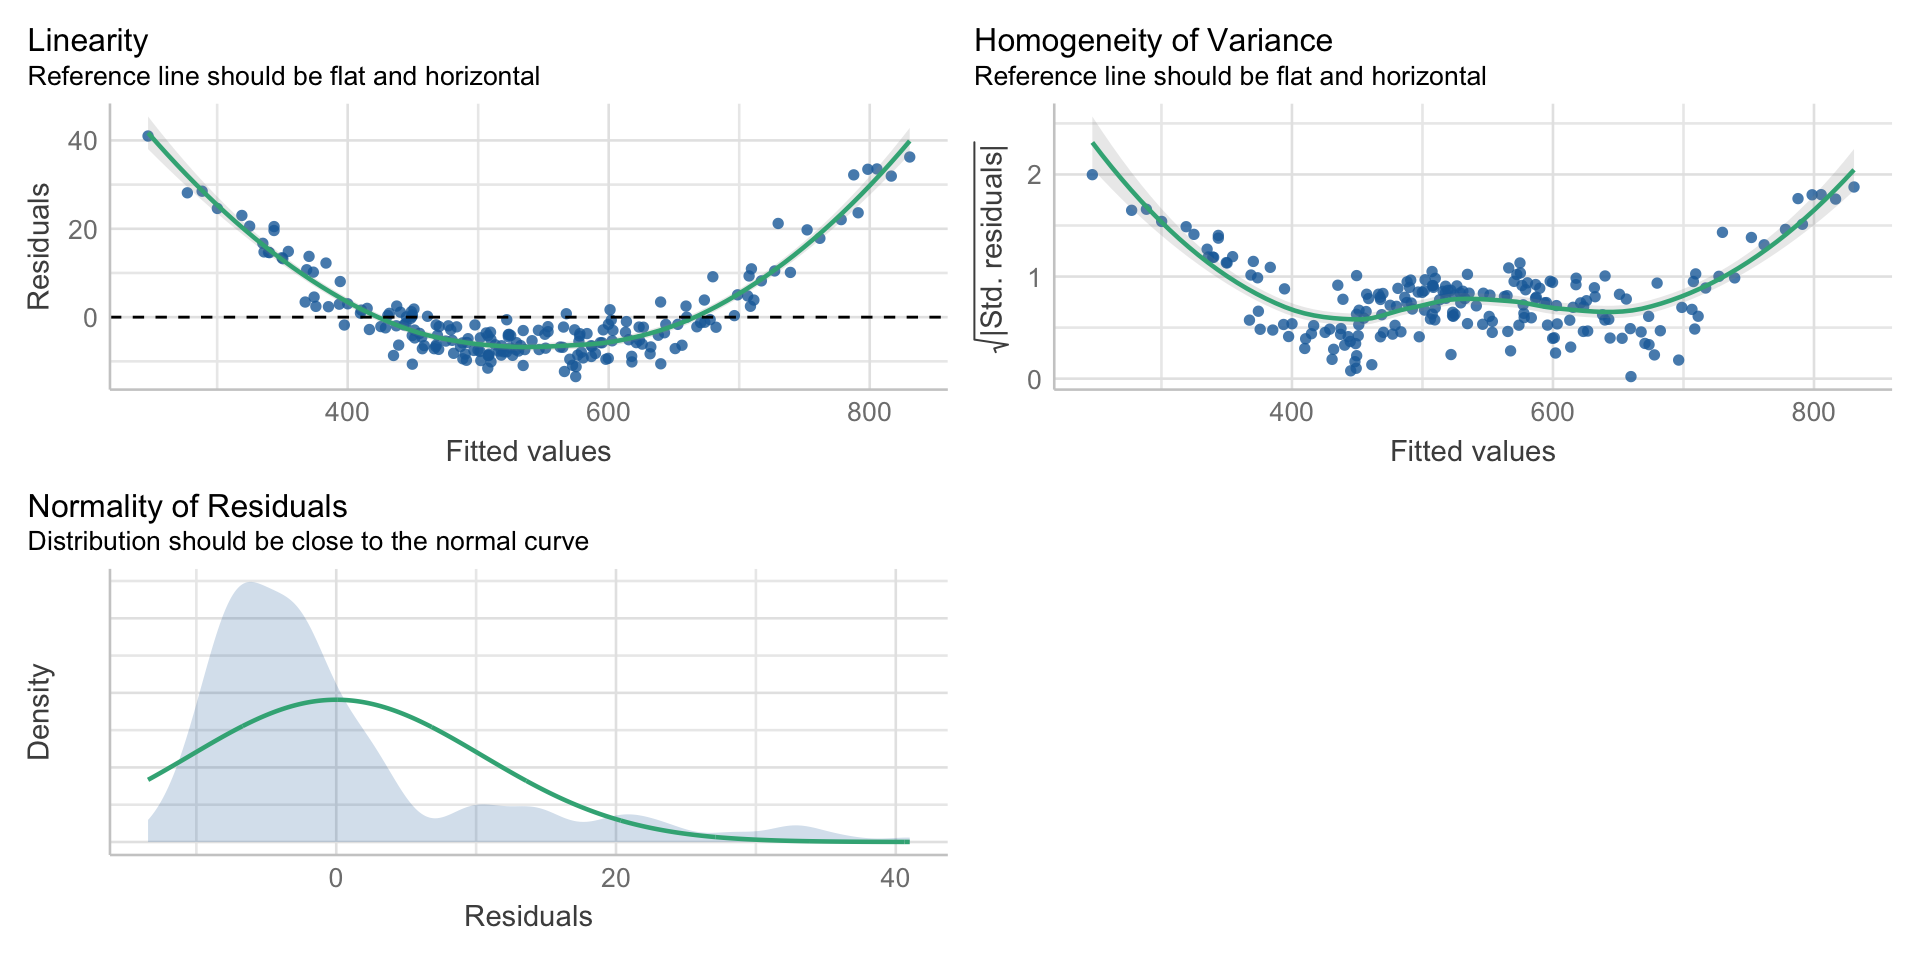 Linearity
Reference line should be flat and horizontal
40
20
0
Residuals
400
600
800
Fitted values
Homogeneity of Variance
Reference line should be flat and horizontal
2
1
0
√|Std. residuals|
400
600
800
Fitted values
Normality of Residuals
Distribution should be close to the normal curve
Density
0
20
40
Residuals